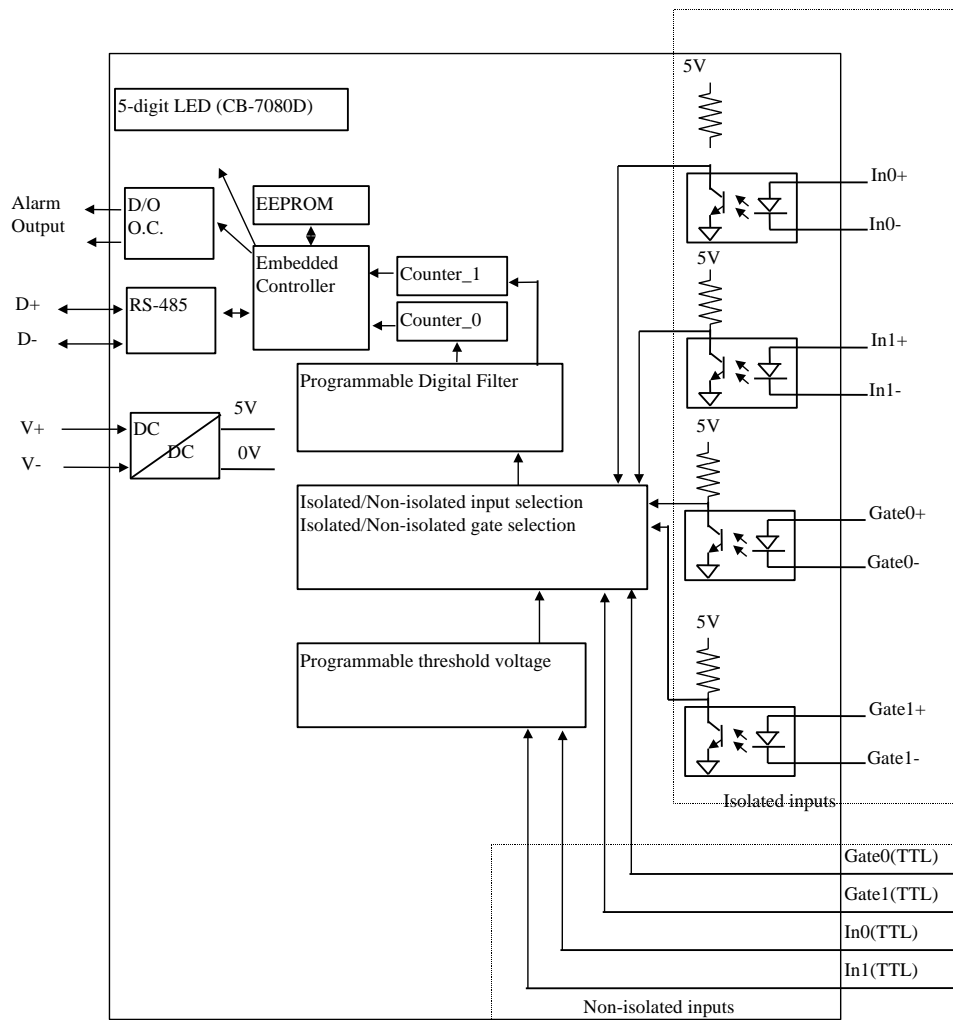 5V
5-digit LED (CB-7080D)
In0+
Alarm
Output
D/O
O.C.
EEPROM
In0-
5V
Embedded
Controller
Counter_1
D+
RS-485
Counter_0
D-
In1+
Programmable Digital Filter
In1-
5V
5V
V+
DC
DC
V-
0V
Isolated/Non-isolated input selection
Isolated/Non-isolated gate selection
Gate0+
Gate0-
5V
Programmable threshold voltage
Gate1+
Gate1-
Isolated inputs
Gate0(TTL)
Gate1(TTL)
In0(TTL)
In1(TTL)
Non-isolated inputs